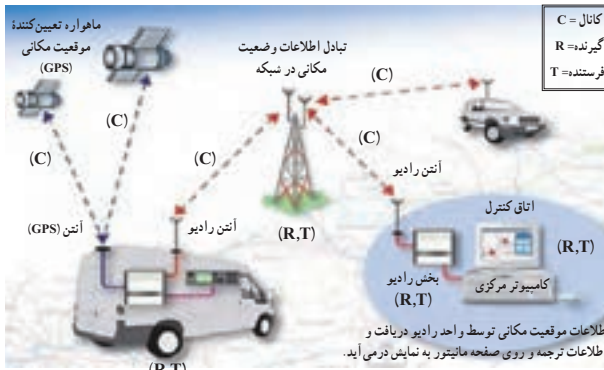 کانال = C
گیرنده= R
فرستنده= T
ماهواره تعیین‌کنندهٔ
موقعیت مکانی
(GPS)
تبادل اطلاعات وضعیت
مکانی در شبکه
(C)
(C)
(C)
(C)
(C)
آنتن رادیو
آنتن (GPS)
آنتن رادیو
(R,T)
اتاق کنترل
(R,T)
بخش رادیو
(R,T)
کامپیوتر مرکزی
(R,T)
طلاعات موقعیت مکانی توسط واحد رادیو دریافت و
طلاعات ترجمه و روی صفحه مانیتور به نمایش درمی‌آید.